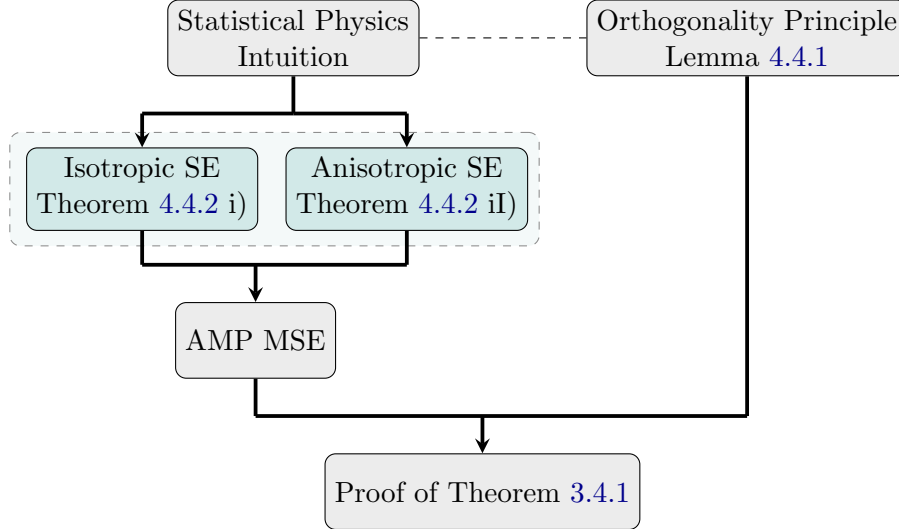 Statistical Physics
Intuition
Orthogonality Principle
Lemma 4.4.1
Isotropic SE
Theorem 4.4.2 i)
Anisotropic SE
Theorem 4.4.2 iI)
AMP MSE
Proof of Theorem 3.4.1